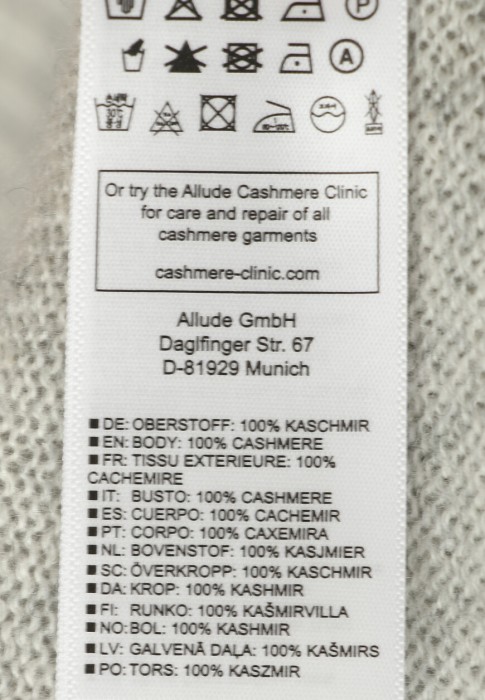 P
A
30°C
Or try the Allude Cashmere Clinic
for care and repair of all
cashmere garments
cashmere-clinic.com
Allude GmbH
Daglfinger Str. 67
D-81929 Munich
■ DE: OBERSTOFF: 100% KASCHMIR
■ EN: BODY: 100% CASHMERE
■ FR: TISSU EXTERIEURE: 100%
CACHEMIRE
■ IT: BUSTO: 100% CASHMERE
■ ES: CUERPO: 100% CACHEMIR
■ PT: CORPO: 100% CAXEMIRA
■ NL: BOVENSTOF: 100% KASJMIER
■ SC: ÖVERKROPP: 100% KASCHMIR
■ DA: KROP: 100% KASHMIR
■ FI: RUNKO: 100% KAŠMIRVILLA
■ NO: BOL: 100% KASHMIR
■ LV: GALVENĀ DAĻA: 100% KAŠMIRS
■ PO: TORS: 100% KASZMIR